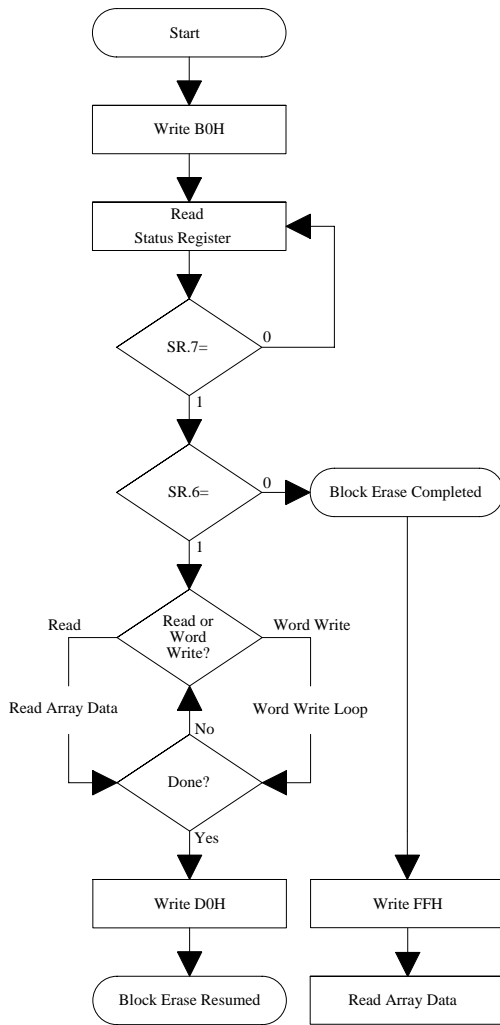 Start
Write B0H
Read
Status Register
SR.7=
0
1
SR.6=
0
Block Erase Completed
1
Read
Read or
Word
Write?
Word Write
Read Array Data
Word Write Loop
No
Done?
Yes
Write D0H
Write FFH
Block Erase Resumed
Read Array Data